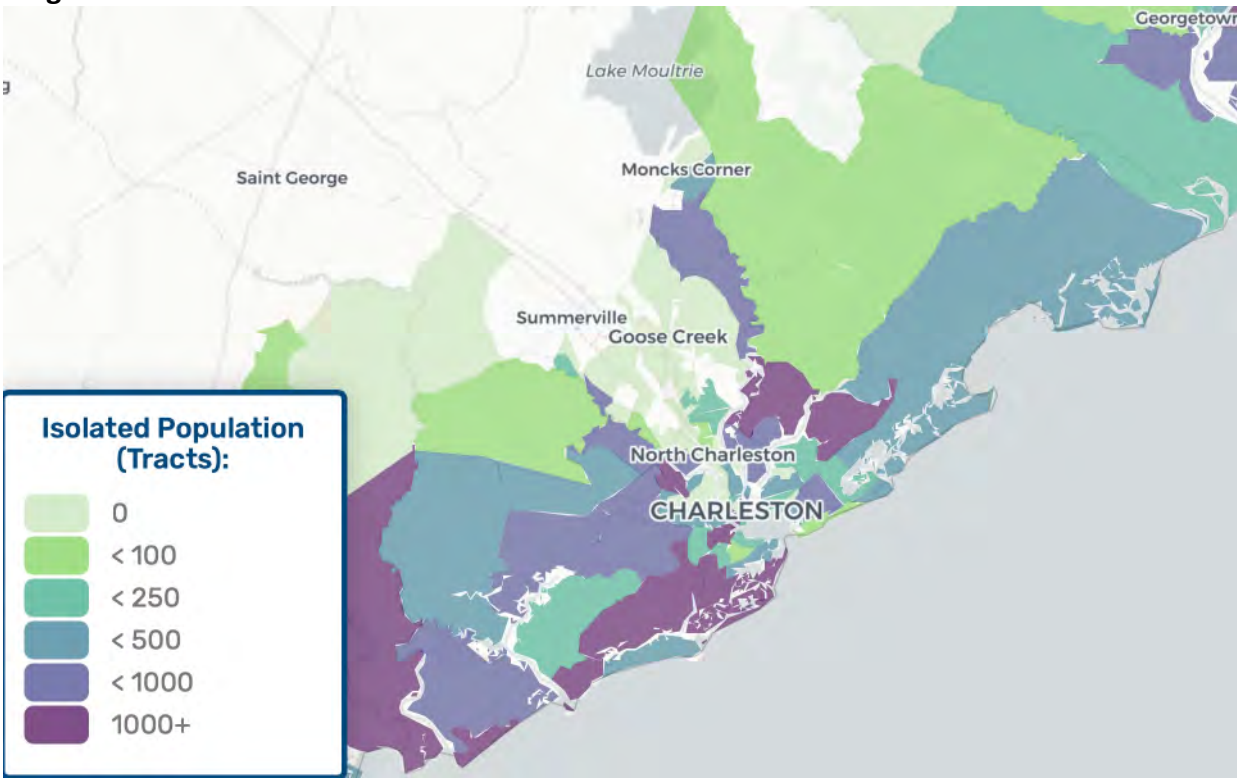 Georgetown
Lake Moultrie
Moncks Corner
Saint George
Summerville
Goose Creek
North Charleston
CHARLESTON
Isolated Population
(Tracts):
0
< 100
< 250
< 500
< 1000
1000+